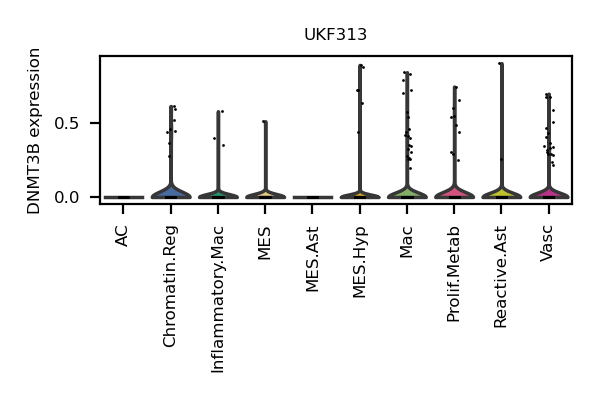 UKF313
DNMT3B expression
0.5
0.0
AC
Chromatin.Reg
Inflammatory.Mac
MES
MES.Ast
MES.Hyp
Mac
Prolif.Metab
Reactive.Ast
Vasc